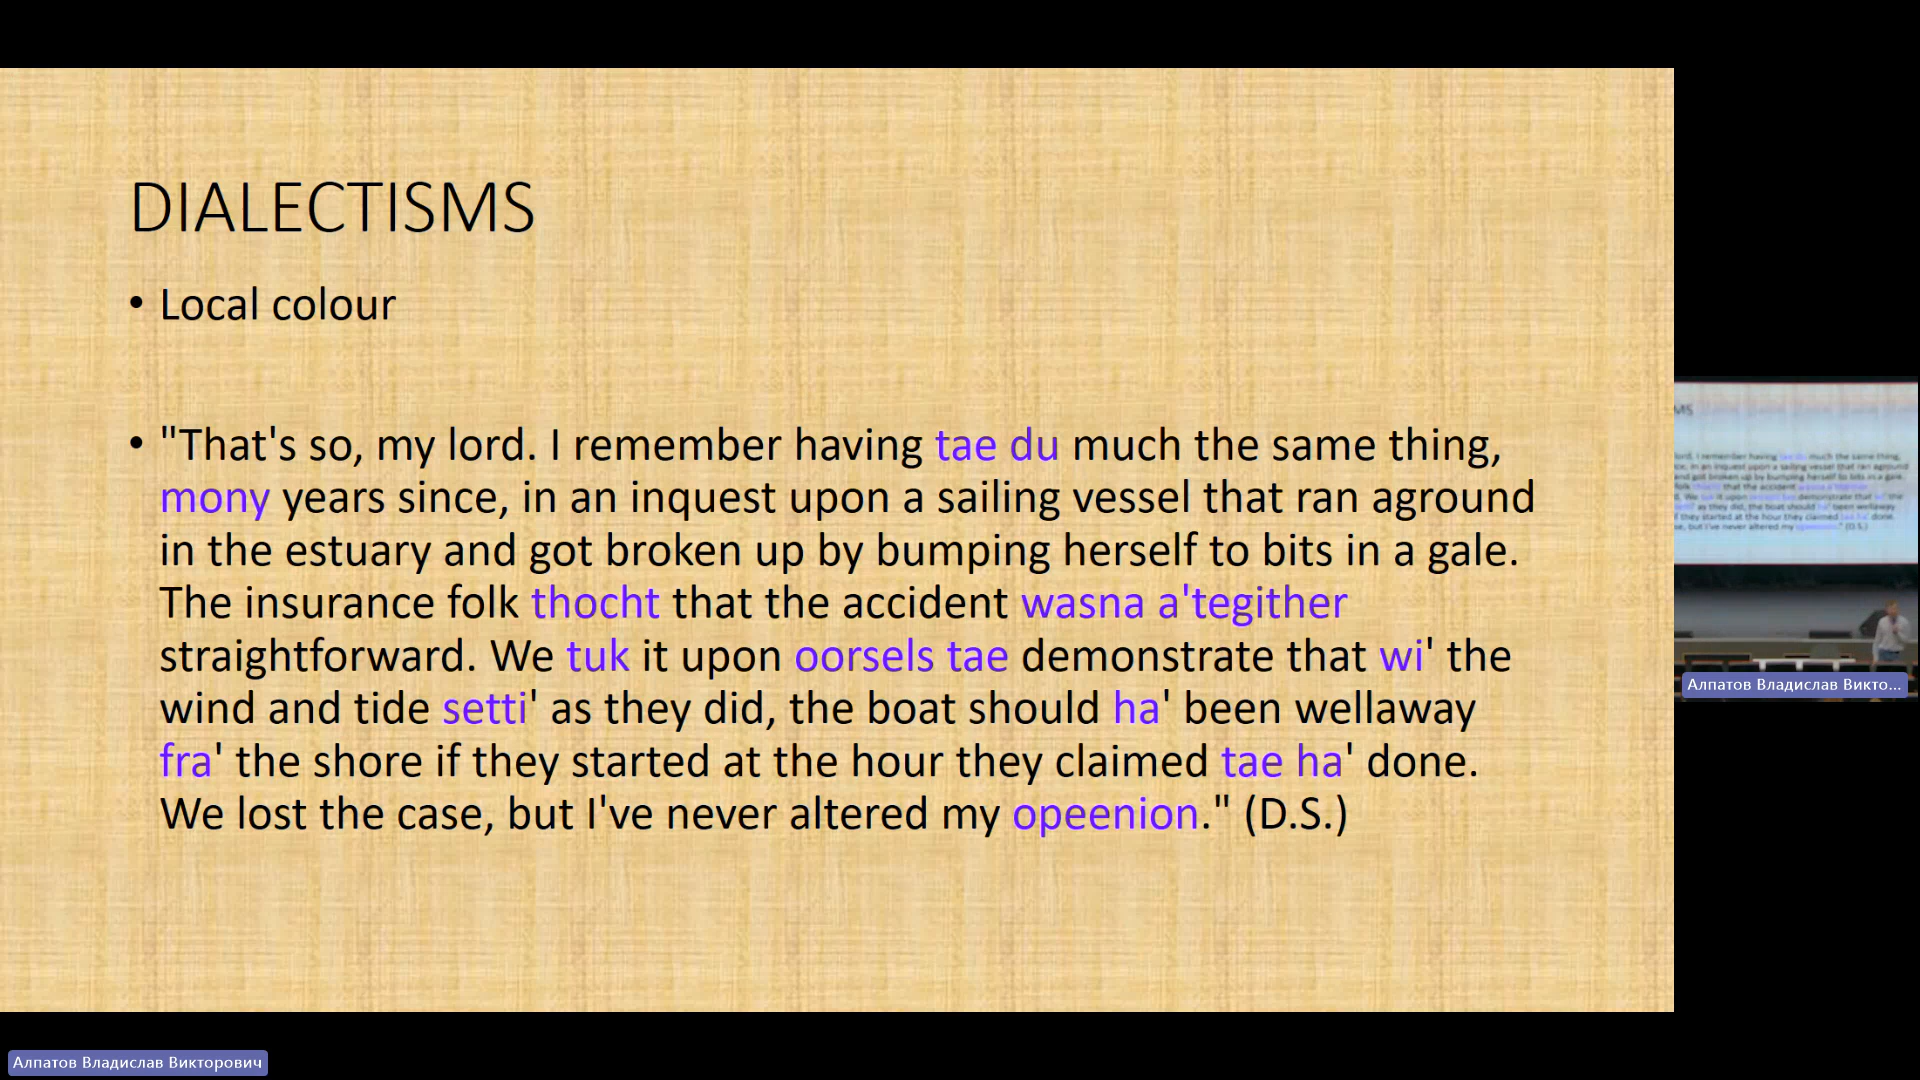 DIALECTISMS
• Local colour
• "That's so, my lord. I remember having tae du much the same thing,
mony years since, in an inquest upon a sailing vessel that ran aground
in the estuary and got broken up by bumping herself to bits in a gale.
The insurance folk thocht that the accident wasna a'tegither
straightforward. We tuk it upon oorsels tae demonstrate that wi' the
wind and tide setti' as they did, the boat should ha' been wellaway
fra' the shore if they started at the hour they claimed tae ha' done.
We lost the case, but I've never altered my opeenion." (D.S.)
Алпатов Владислав Викто...
Алпатов Владислав Викторович